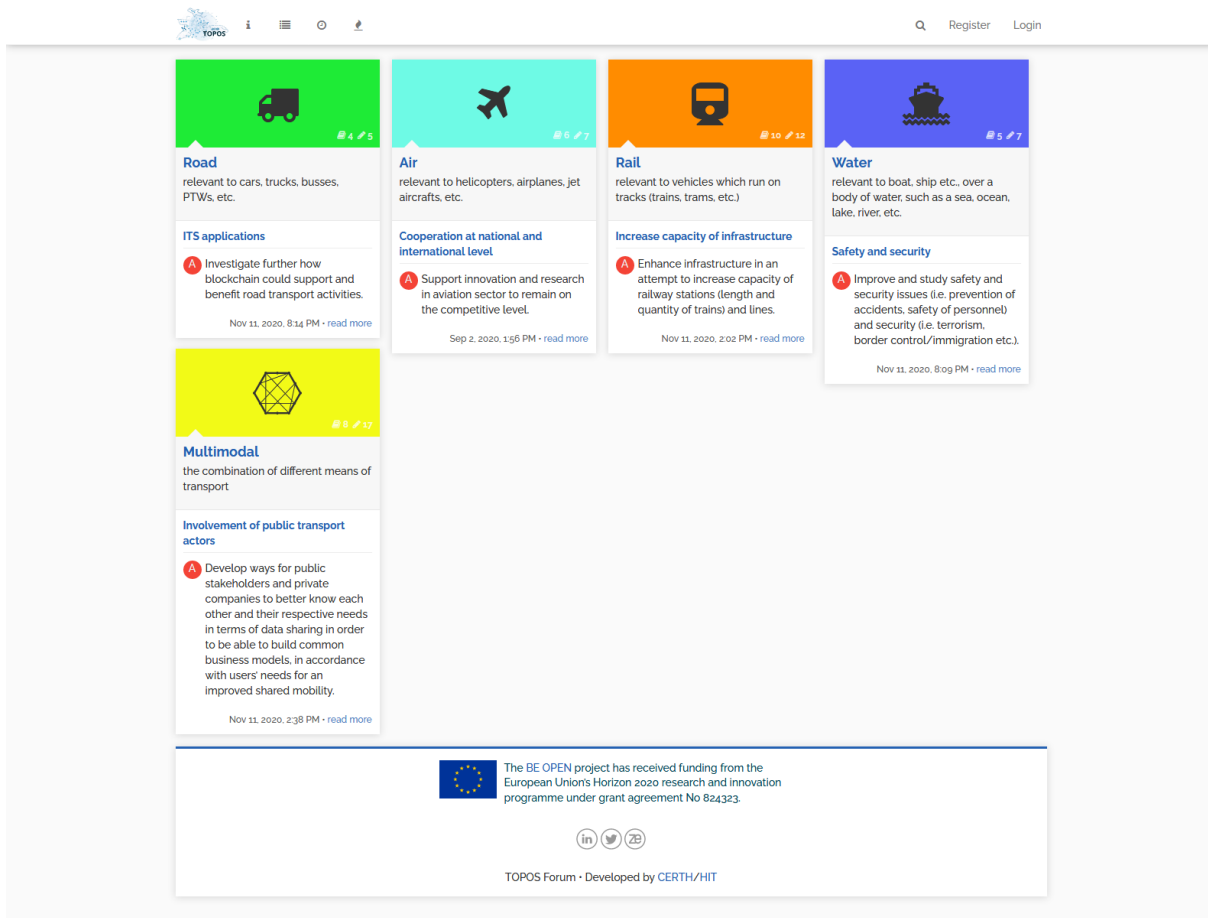 TOPOS
Register
Login
4 5
Road
relevant to cars, trucks, busses,
PTWs, etc.
ITS applications
A
Investigate further how
blockchain could support and
benefit road transport activities.
Nov 11, 2020, 8:14 PM • read more
6 7
Air
relevant to helicopters, airplanes, jet
aircrafts, etc.
Cooperation at national and
international level
A
Support innovation and research
in aviation sector to remain on
the competitive level.
Sep 2, 2020, 1:56 PM • read more
10 12
Rail
relevant to vehicles which run on
tracks (trains, trams, etc.)
Increase capacity of infrastructure
A
Enhance infrastructure in an
attempt to increase capacity of
railway stations (length and
quantity of trains) and lines.
Nov 11, 2020, 2:02 PM • read more
5 7
Water
relevant to boat, ship etc., over a
body of water, such as a sea, ocean,
lake, river, etc.
Safety and security
A
Improve and study safety and
security issues (i.e. prevention of
accidents, safety of personnel)
and security (i.e. terrorism,
border control/immigration etc.).
Nov 11, 2020, 8:09 PM • read more
17
Multimodal
the combination of different means of
transport
Involvement of public transport
actors
A
Develop ways for public
stakeholders and private
companies to better know each
other and their respective needs
in terms of data sharing in order
to be able to build common
business models, in accordance
with users' needs for an
improved shared mobility.
Nov 11, 2020, 2:38 PM • read more
The BE OPEN project has received funding from the
European Union's Horizon 2020 research and innovation
programme under grant agreement No 824323.
in
TOPOS Forum • Developed by CERTH/HIT